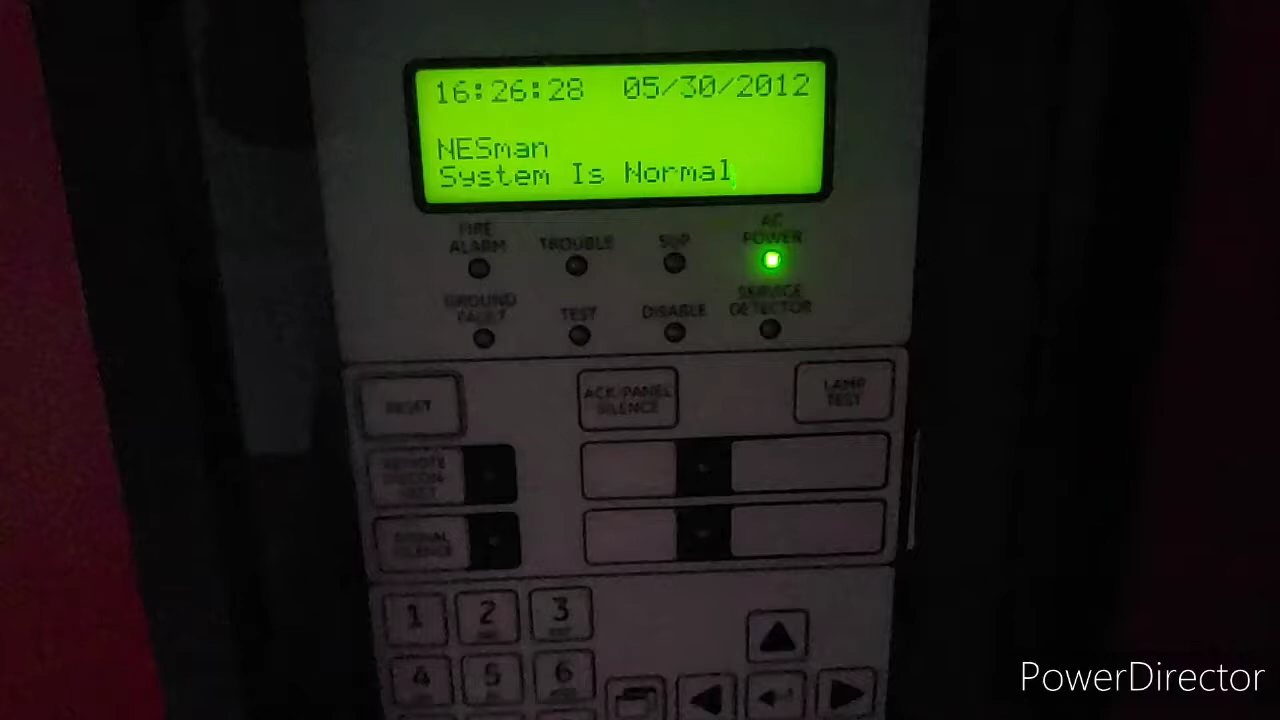 16:26:28 05/30/2012
NESman
System Is Normal
FIRE ALARM
TROUBLE
SUP
AC POWER
GROUND FAULT
TEST
DISABLE
SERVICE DETECTOR
RESET
ACK/PANEL SILENCE
LAMP TEST
REMOTE
SIGNAL SILENCE
1 2 3
4 5 6
PowerDirector